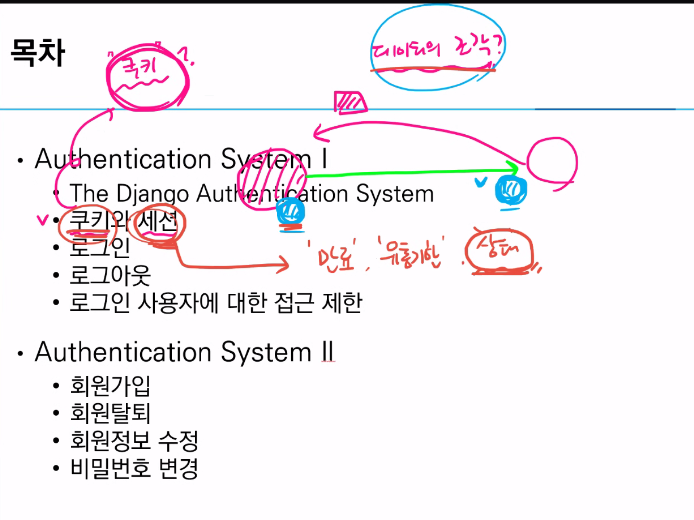 목차
쿠키
데이터의 조각?
• Authentication System I
• The Django Authentication System
• 쿠키와 세션
• 로그인
'만료', '유통기한', 상태
• 로그아웃
• 로그인 사용자에 대한 접근 제한
• Authentication System II
• 회원가입
• 회원탈퇴
• 회원정보 수정
• 비밀번호 변경